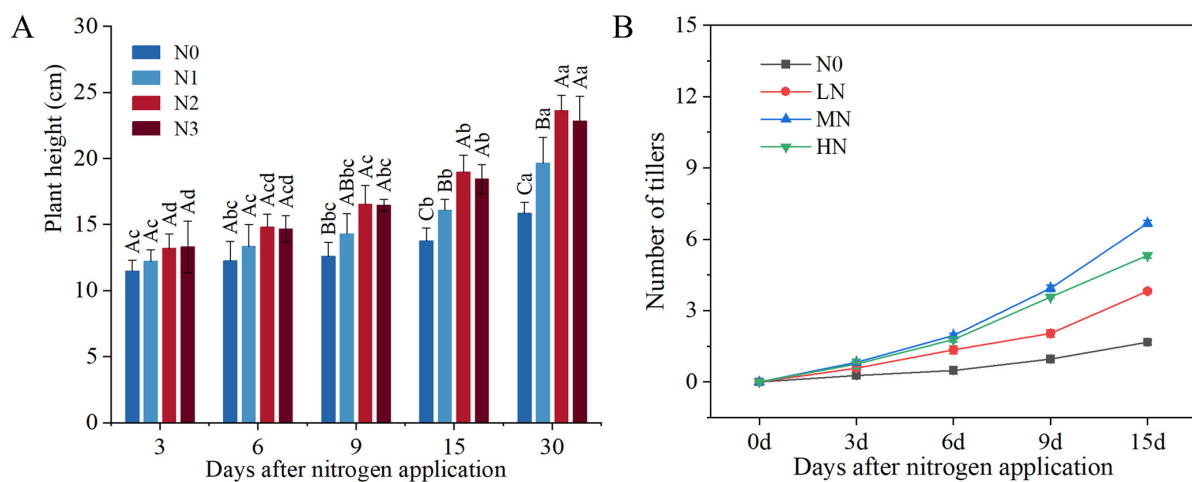 A
Plant height (cm)
30
25
20
15
10
5
0
N0
N1
N2
N3
Ac Ac Ad Ad
Abc Ac Acd Acd
Bbc ABbc Ac Abc
Cb Bb Ab Ab
Ca Ba Aa Aa
3 6 9 15 30
Days after nitrogen application
B
Number of tillers
15
12
9
6
3
0
N0
LN
MN
HN
0d 3d 6d 9d 15d
Days after nitrogen application